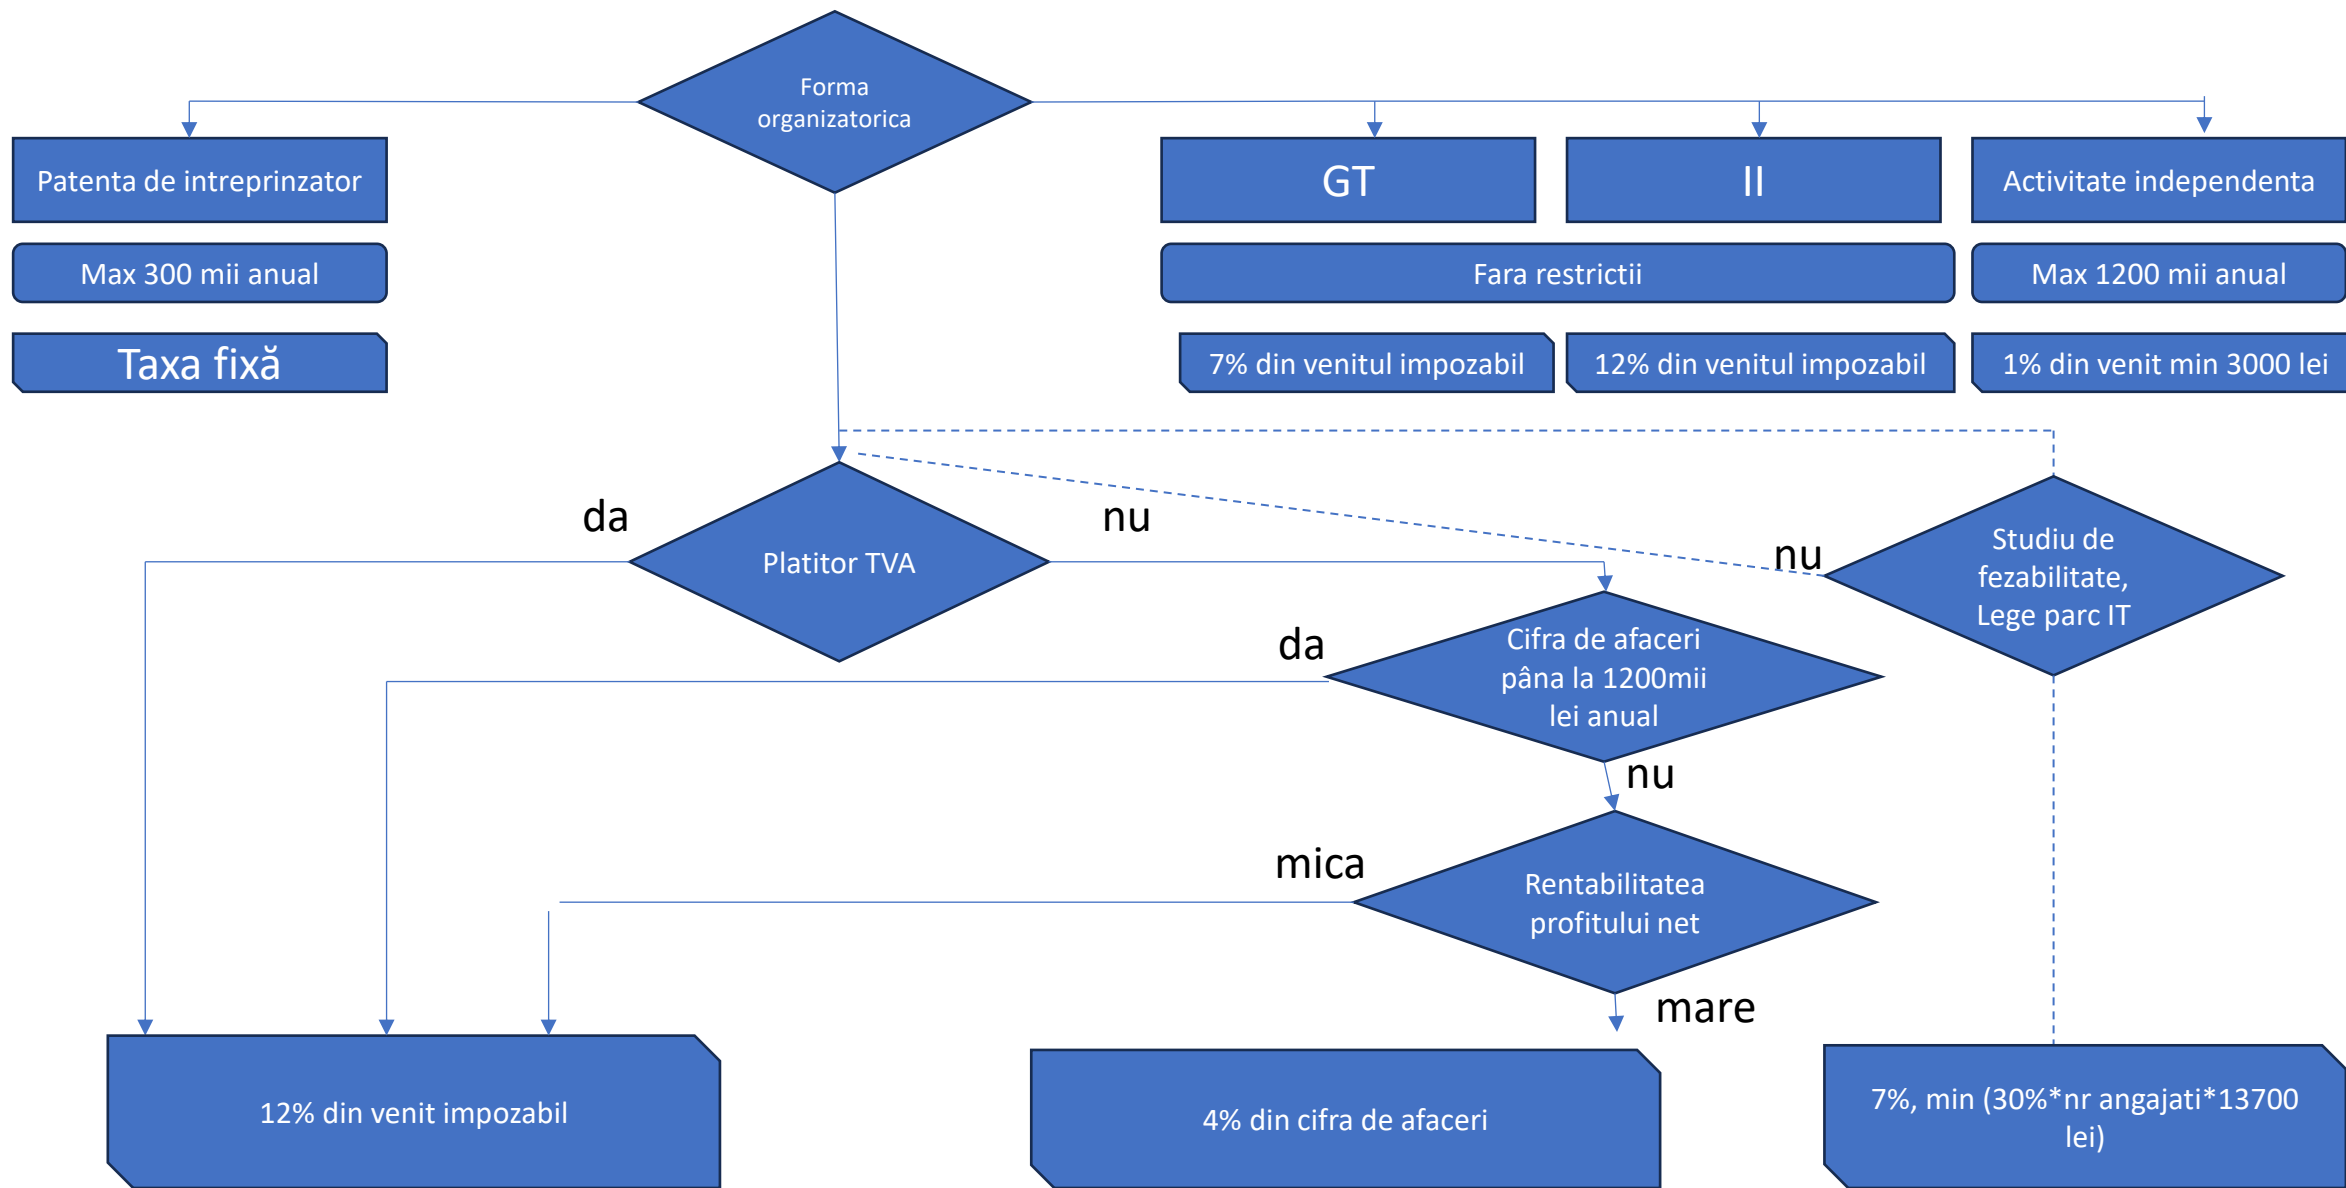 Forma
organizatorica
Patenta de intreprinzator
GT
II
Activitate independenta
Max 300 mii anual
Fara restrictii
Max 1200 mii anual
Taxa fixă
7% din venitul impozabil
12% din venitul impozabil
1% din venit min 3000 lei
da
nu
Platitor TVA
nu
Studiu de
fezabilitate,
Lege parc IT
da
Cifra de afaceri
pâna la 1200mii
lei anual
nu
mica
Rentabilitatea
profitului net
mare
12% din venit impozabil
4% din cifra de afaceri
7%, min (30%*nr angajati*13700
lei)